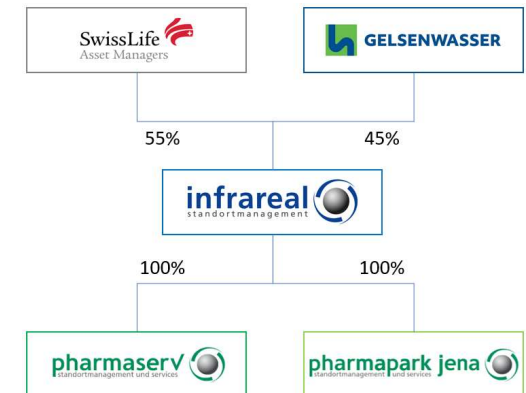 SwissLife
Asset Managers
GELSENWASSER
55%
45%
infrareal
standortmanagement
100%
100%
pharmaserv
standortmanagement und services
pharmapark jena
standortmanagement und services